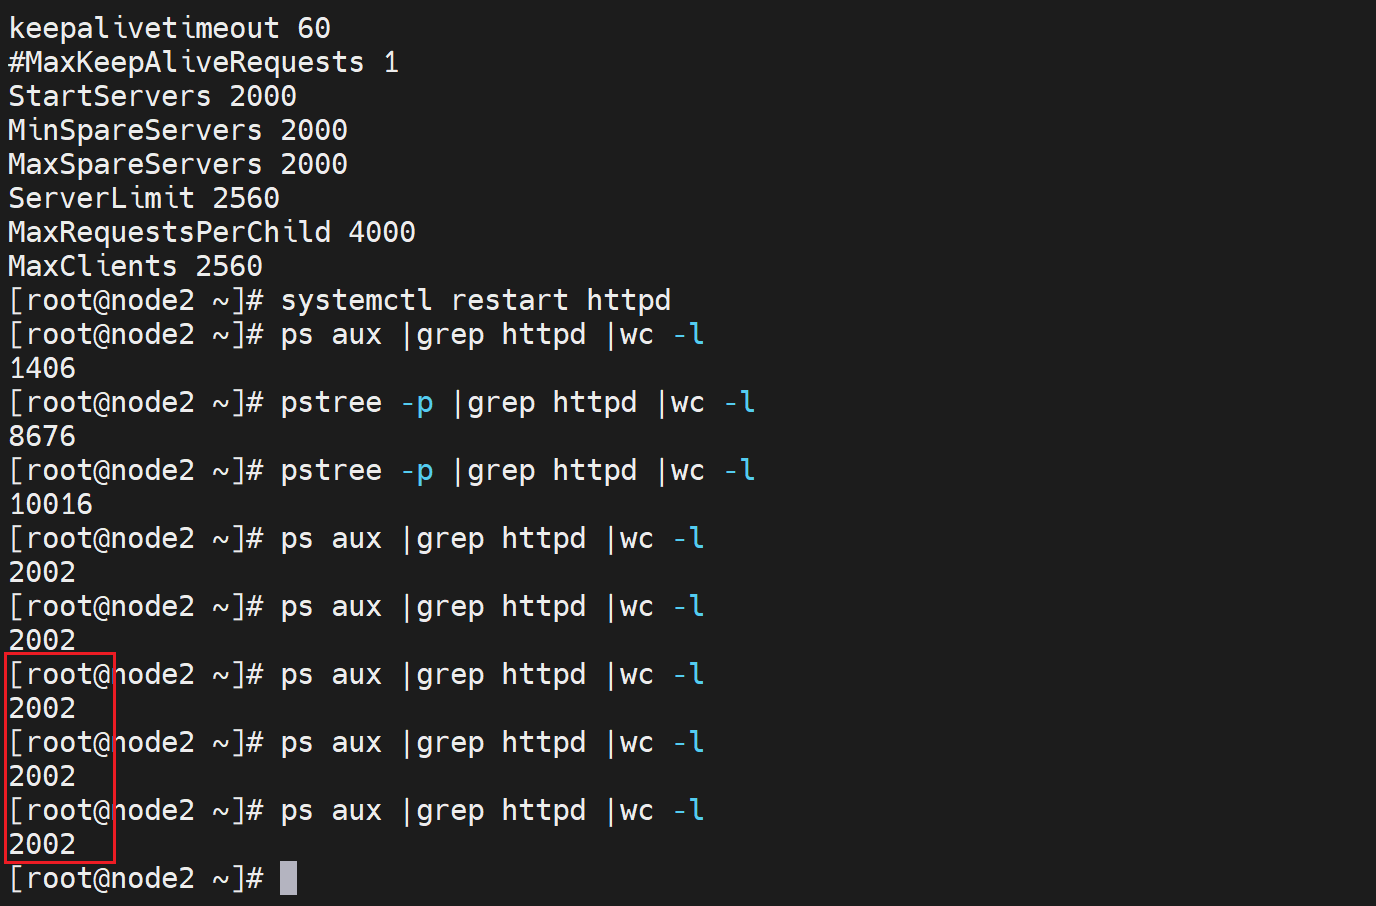 keepalivetimeout 60
#MaxKeepAliveRequests 1
StartServers 2000
MinSpareServers 2000
MaxSpareServers 2000
ServerLimit 2560
MaxRequestsPerChild 4000
MaxClients 2560
[root@node2 ~]# systemctl restart httpd
[root@node2 ~]# ps aux |grep httpd |wc -l
1406
[root@node2 ~]# pstree -p |grep httpd |wc -l
8676
[root@node2 ~]# pstree -p |grep httpd |wc -l
10016
[root@node2 ~]# ps aux |grep httpd |wc -l
2002
[root@node2 ~]# ps aux |grep httpd |wc -l
2002
[root@node2 ~]# ps aux |grep httpd |wc -l
2002
[root@node2 ~]# ps aux |grep httpd |wc -l
2002
[root@node2 ~]# ps aux |grep httpd |wc -l
2002
[root@node2 ~]#